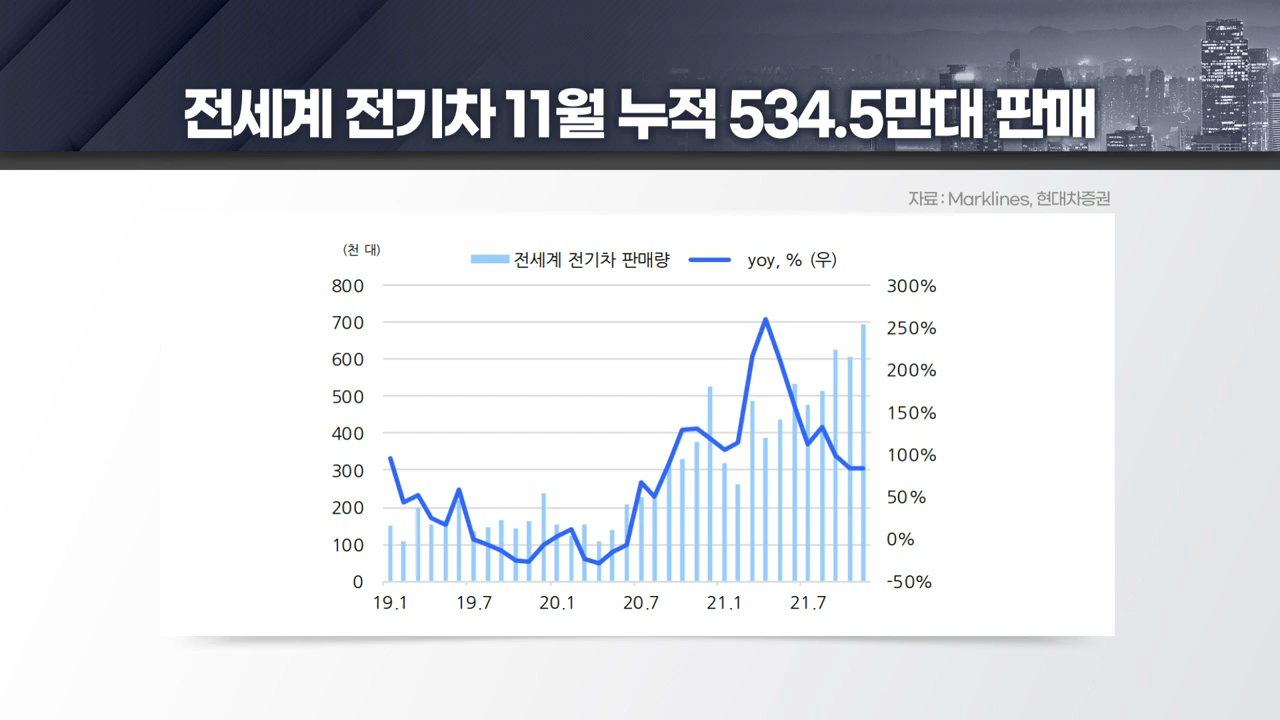 전세계 전기차 11월 누적 534.5만대 판매
자료 : Marklines, 현대차증권
(천 대)
전세계 전기차 판매량 yoy, % (우)
800 300%
700 250%
600 200%
500 150%
400 100%
300 50%
200 0%
100 -50%
0
19.1 19.7 20.1 20.7 21.1 21.7